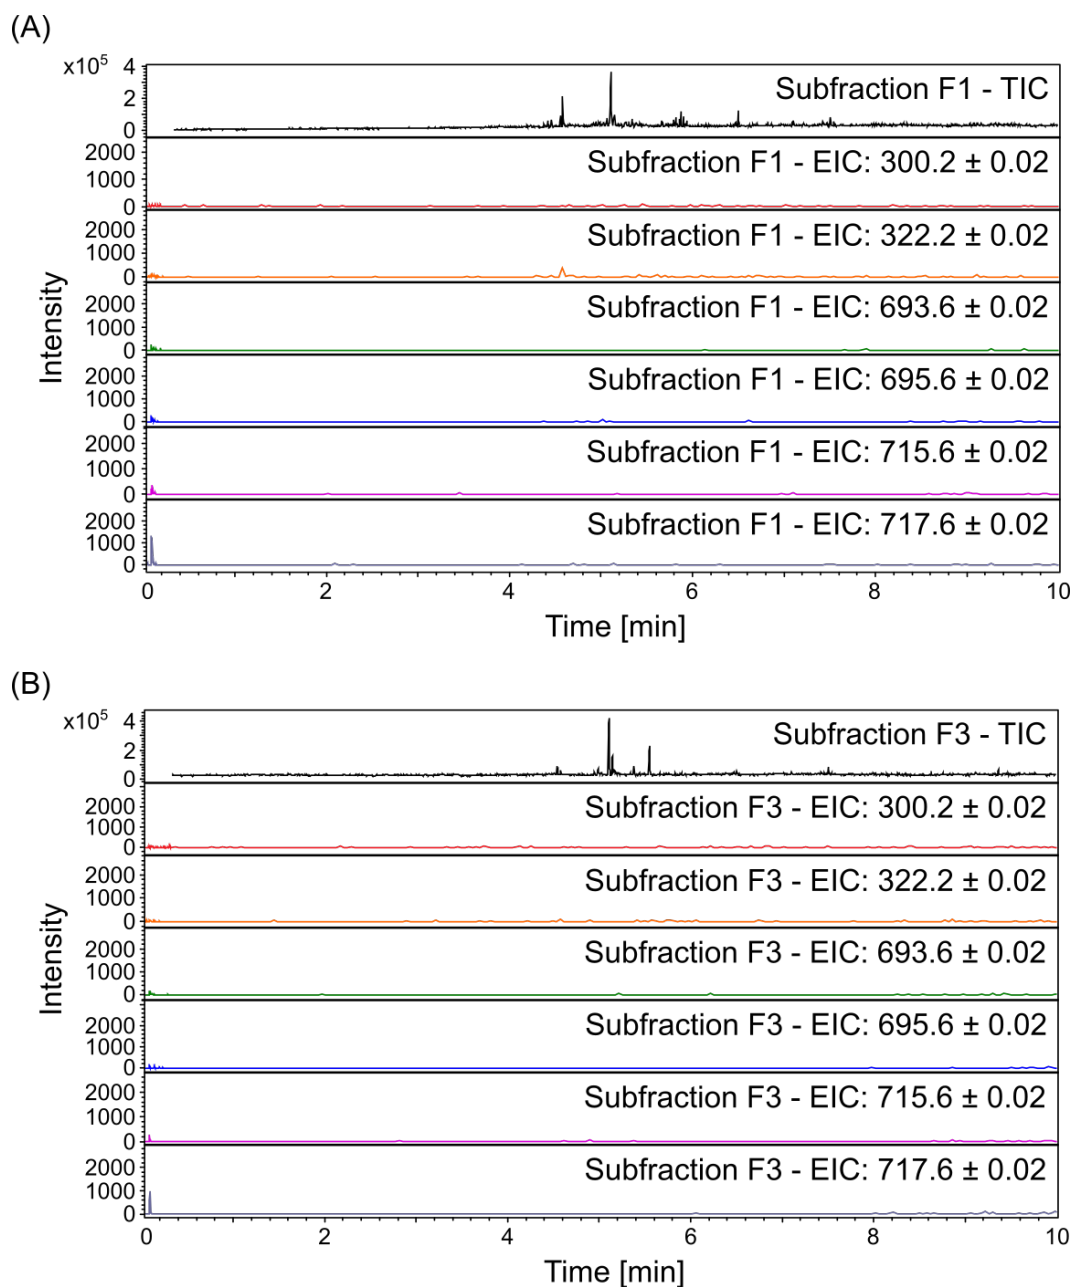 (A)
x10⁵
4
2
0
Subfraction F1 - TIC
2000
1000
0
Subfraction F1 - EIC: 300.2 ± 0.02
2000
1000
0
Subfraction F1 - EIC: 322.2 ± 0.02
2000
1000
0
Subfraction F1 - EIC: 693.6 ± 0.02
2000
1000
0
Subfraction F1 - EIC: 695.6 ± 0.02
2000
1000
0
Subfraction F1 - EIC: 715.6 ± 0.02
2000
1000
0
Subfraction F1 - EIC: 717.6 ± 0.02
Intensity
0 2 4 6 8 10
Time [min]
(B)
x10⁵
4
2
0
Subfraction F3 - TIC
2000
1000
0
Subfraction F3 - EIC: 300.2 ± 0.02
2000
1000
0
Subfraction F3 - EIC: 322.2 ± 0.02
2000
1000
0
Subfraction F3 - EIC: 693.6 ± 0.02
2000
1000
0
Subfraction F3 - EIC: 695.6 ± 0.02
2000
1000
0
Subfraction F3 - EIC: 715.6 ± 0.02
2000
1000
0
Subfraction F3 - EIC: 717.6 ± 0.02
Intensity
0 2 4 6 8 10
Time [min]